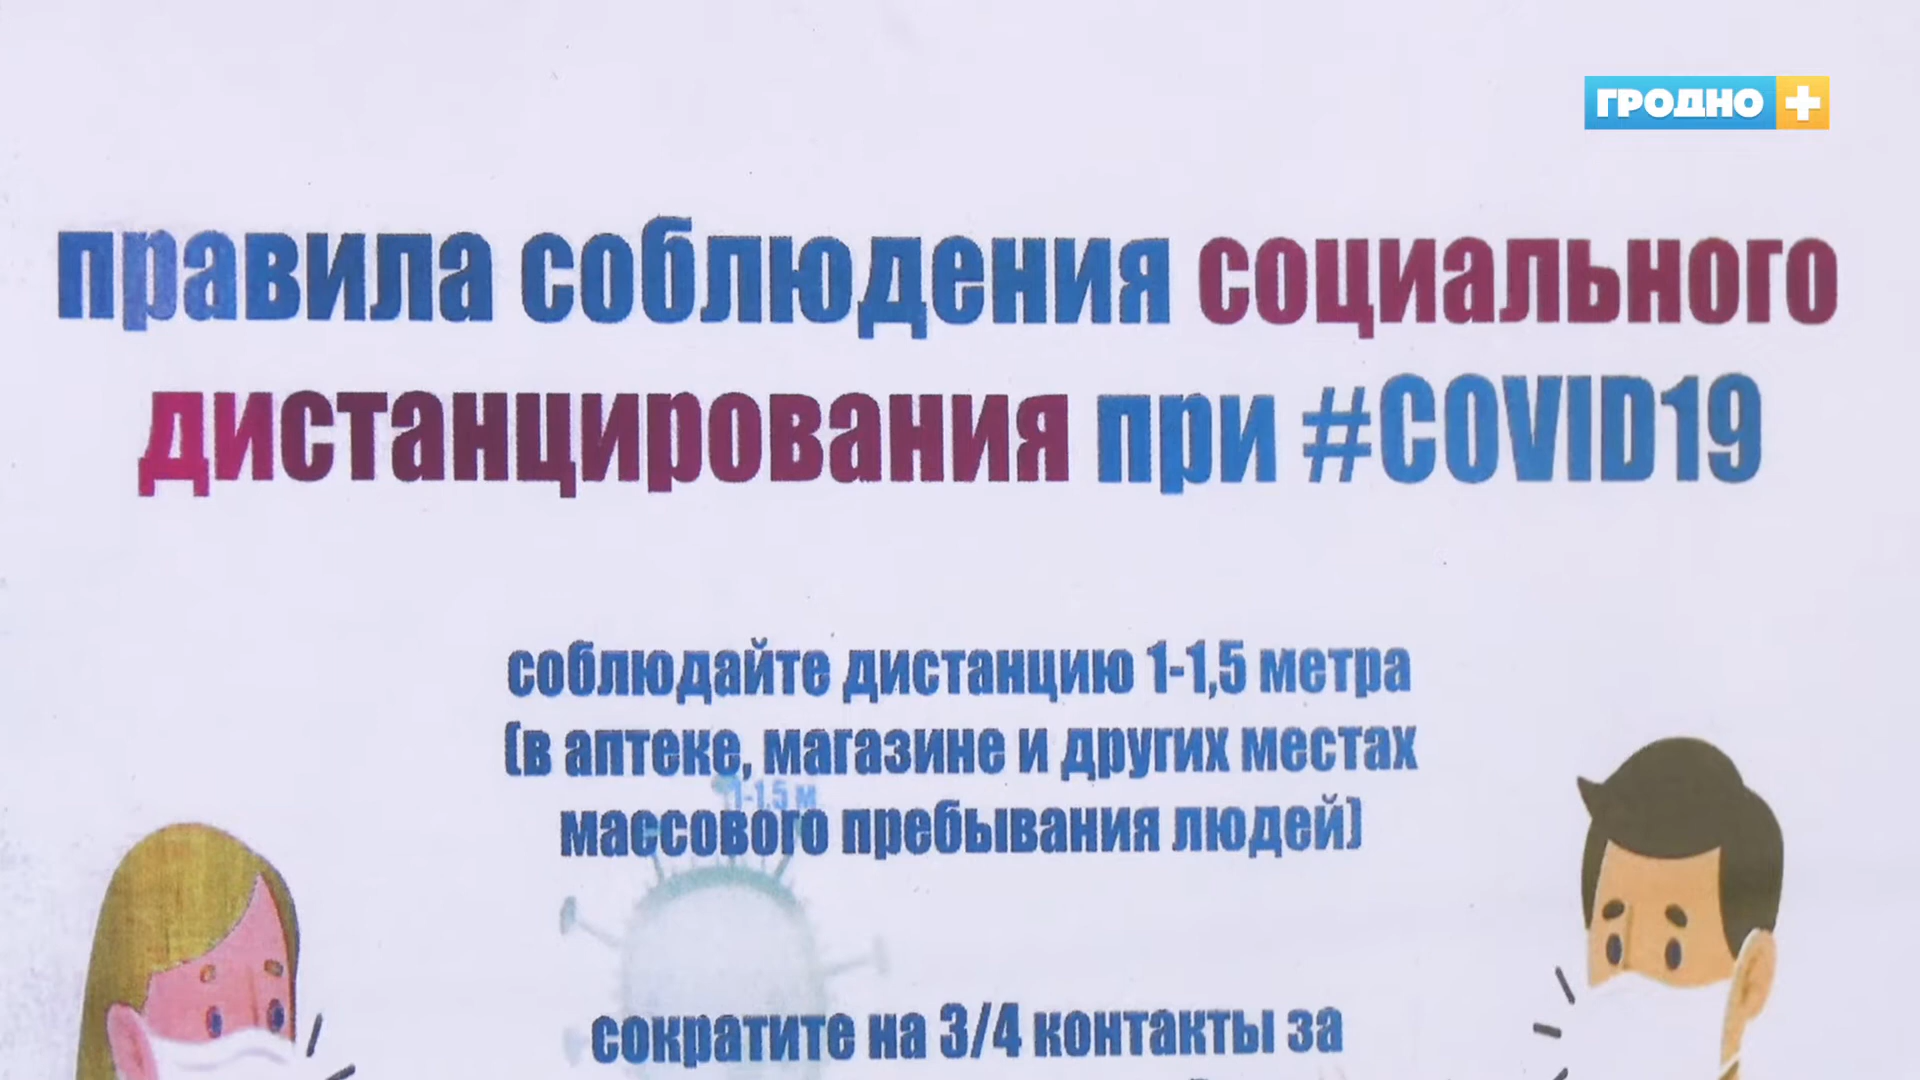 ГРОДНО +
правила соблюдения социального
дистанцирования при #COVID19
соблюдайте дистанцию 1-1,5 метра
(в аптеке, магазине и других местах
1-1,5 м
массового пребывания людей)
сократите на 3/4 контакты за